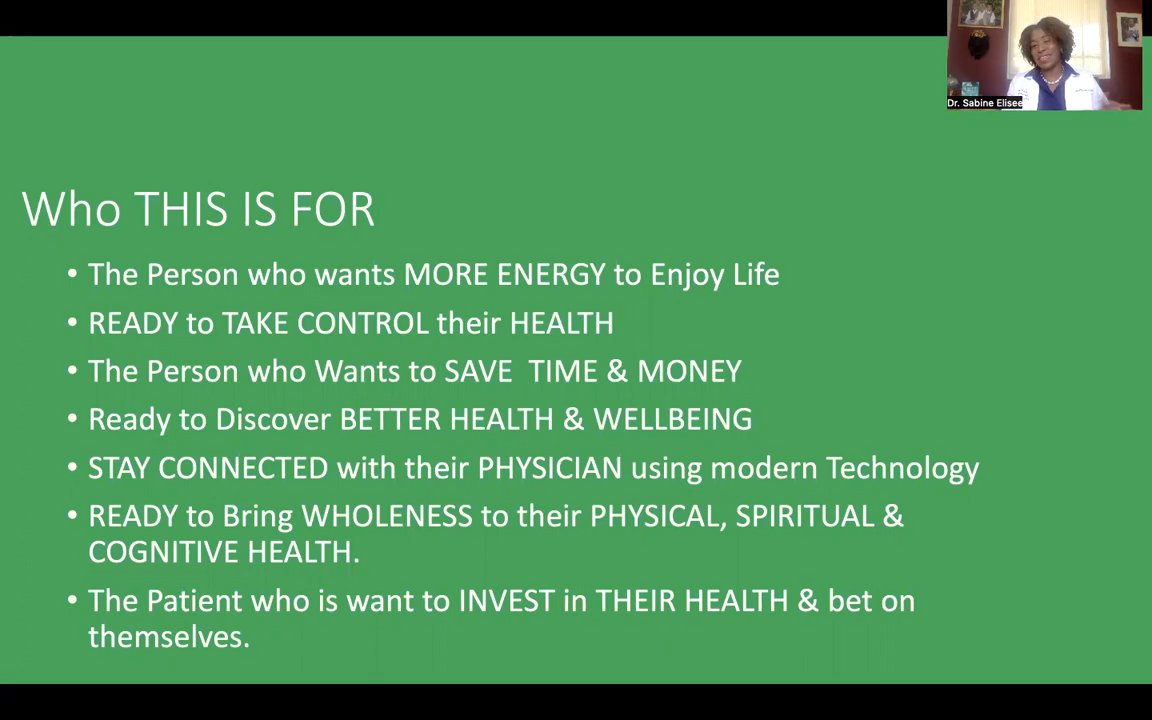 Dr. Sabine Elisee
Who THIS IS FOR
• The Person who wants MORE ENERGY to Enjoy Life
• READY to TAKE CONTROL their HEALTH
• The Person who Wants to SAVE  TIME & MONEY
• Ready to Discover BETTER HEALTH & WELLBEING
• STAY CONNECTED with their PHYSICIAN using modern Technology
• READY to Bring WHOLENESS to their PHYSICAL, SPIRITUAL &
COGNITIVE HEALTH.
• The Patient who is want to INVEST in THEIR HEALTH & bet on
themselves.